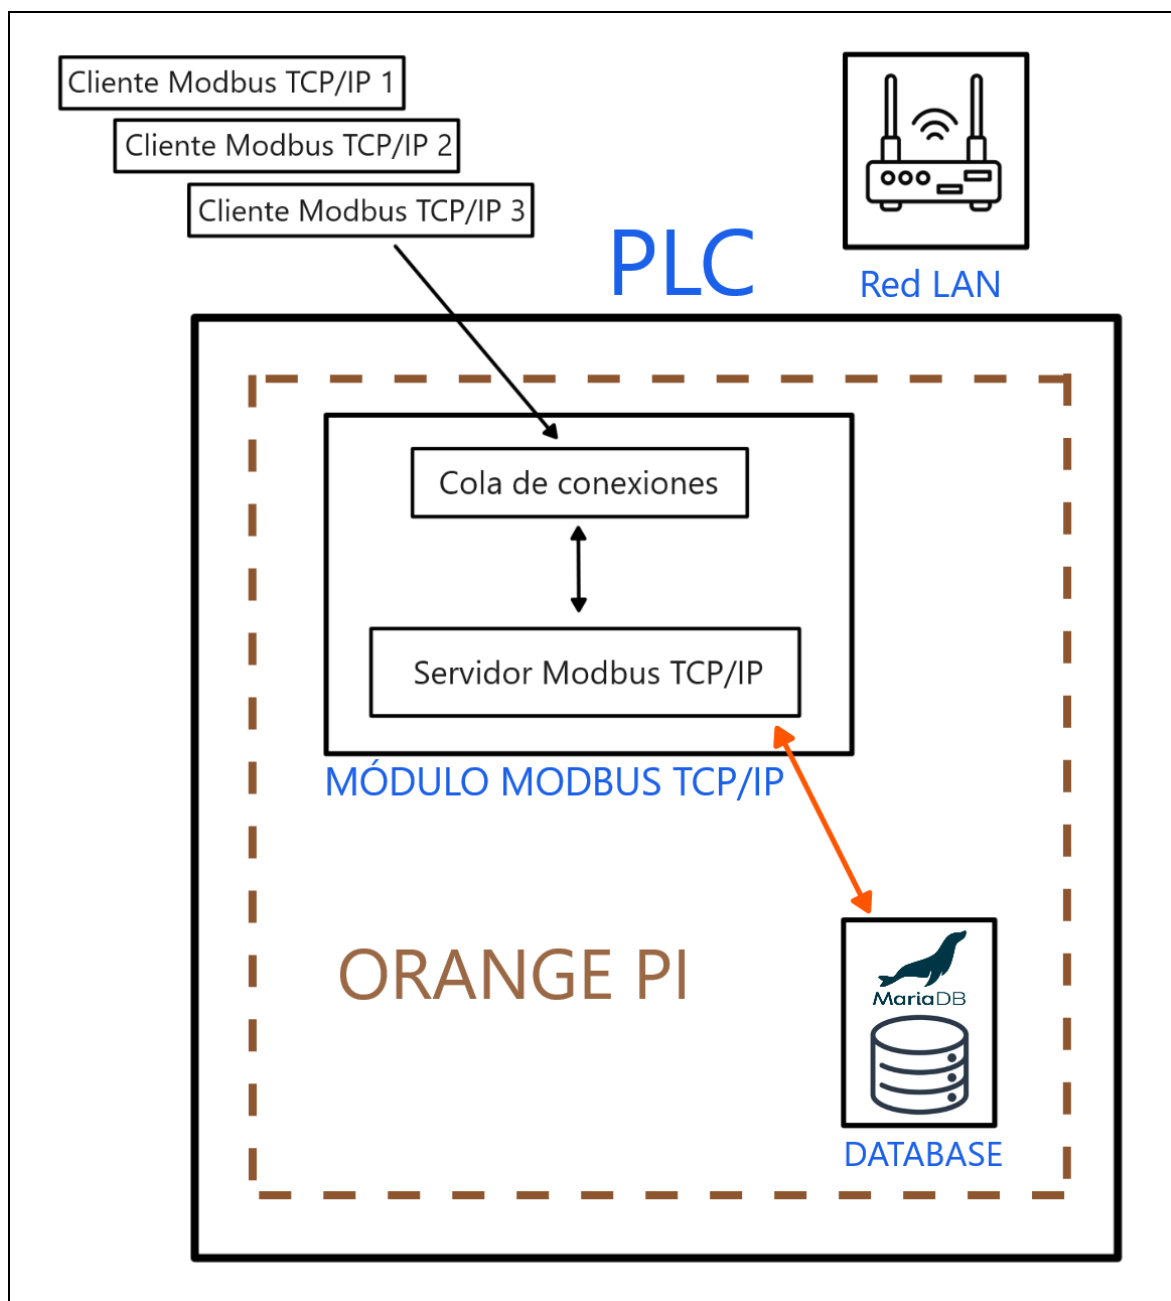 Cliente Modbus TCP/IP 1
Cliente Modbus TCP/IP 2
Cliente Modbus TCP/IP 3
PLC
Red LAN
Cola de conexiones
Servidor Modbus TCP/IP
MÓDULO MODBUS TCP/IP
ORANGE PI
MariaDB
DATABASE